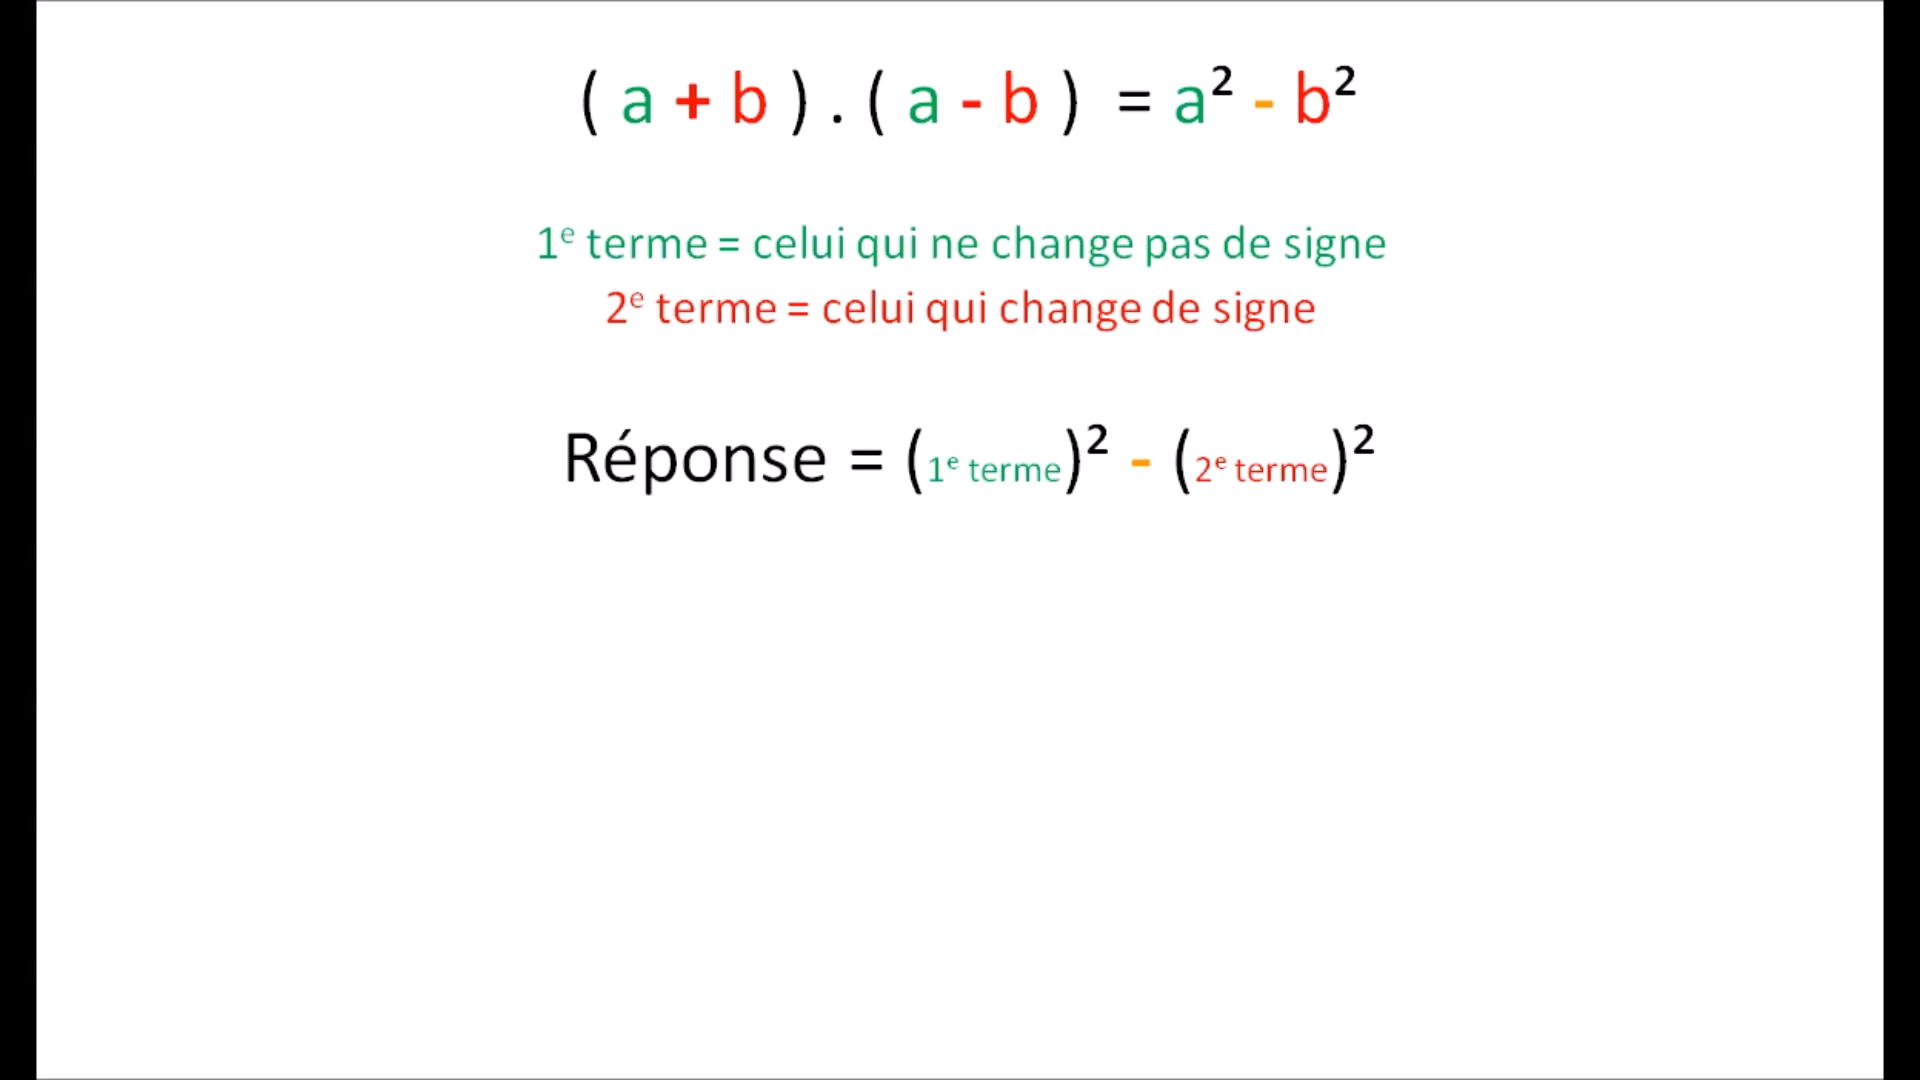 ( a + b ) . ( a - b ) = a² - b²
1ᵉ terme = celui qui ne change pas de signe
2ᵉ terme = celui qui change de signe
Réponse = (1ᵉ terme)² - (2ᵉ terme)²